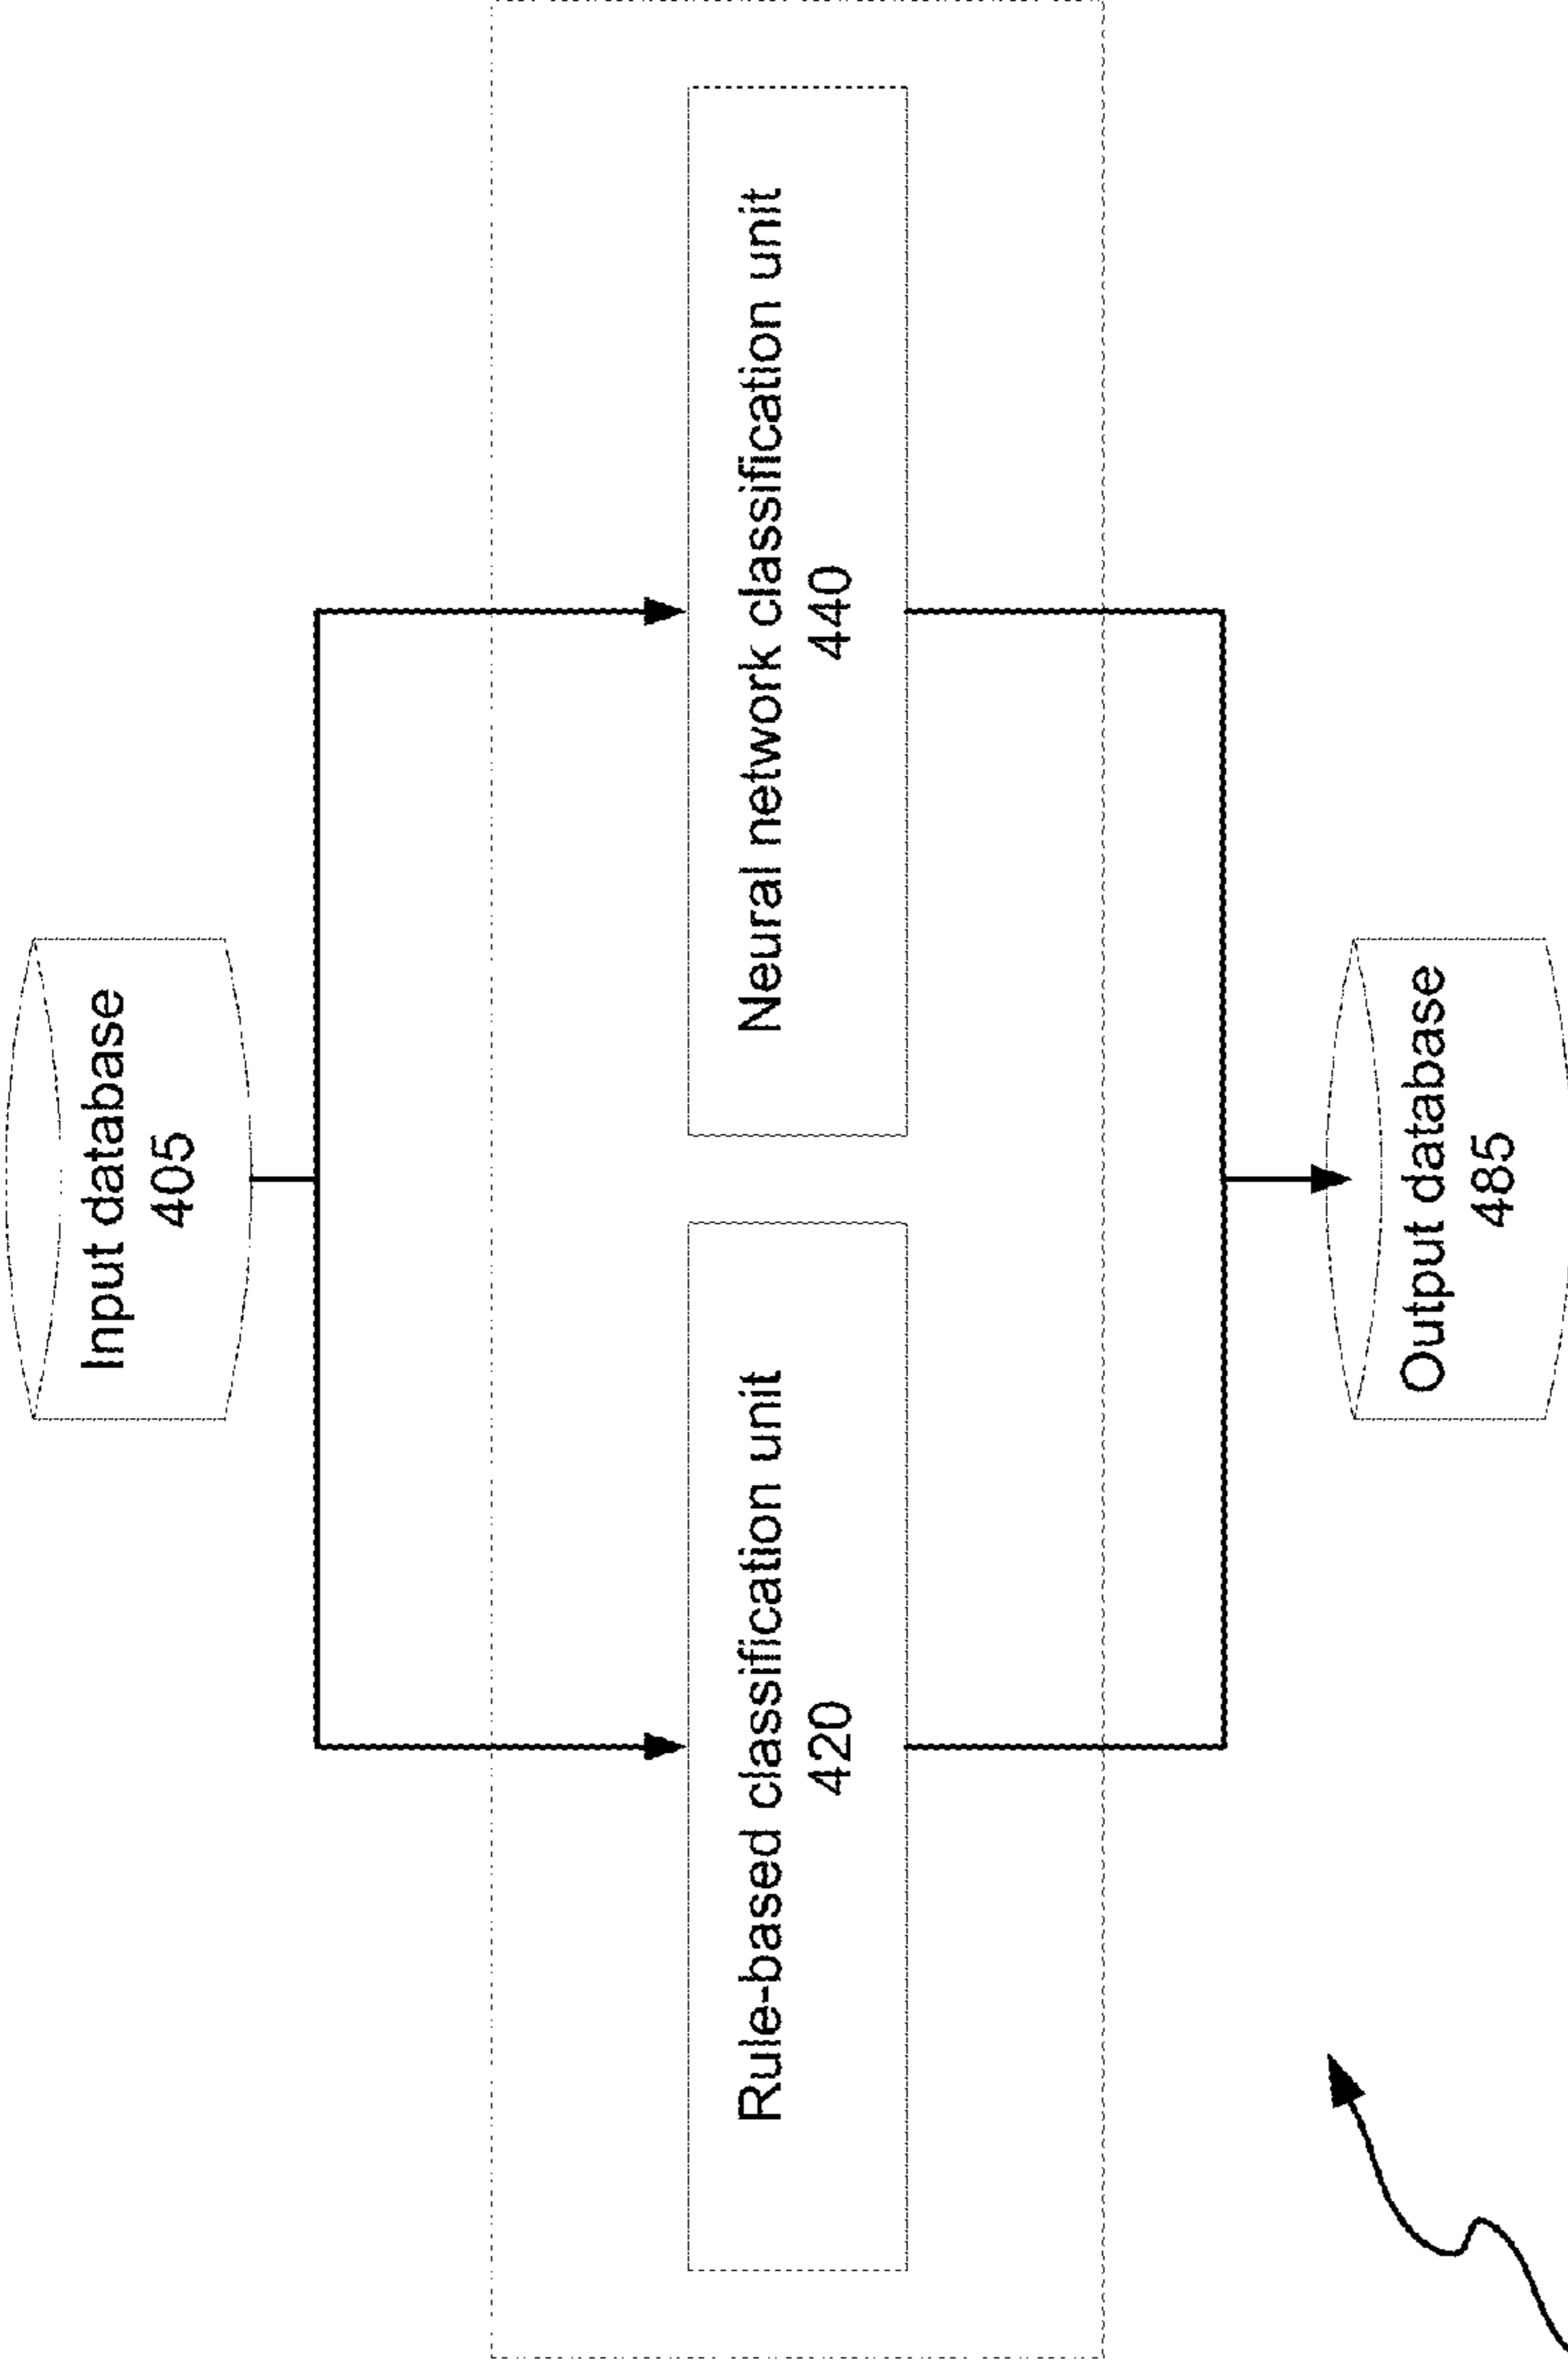 Input database
405
Rule-based classification unit
420
Neural network classification unit
440
Output database
485